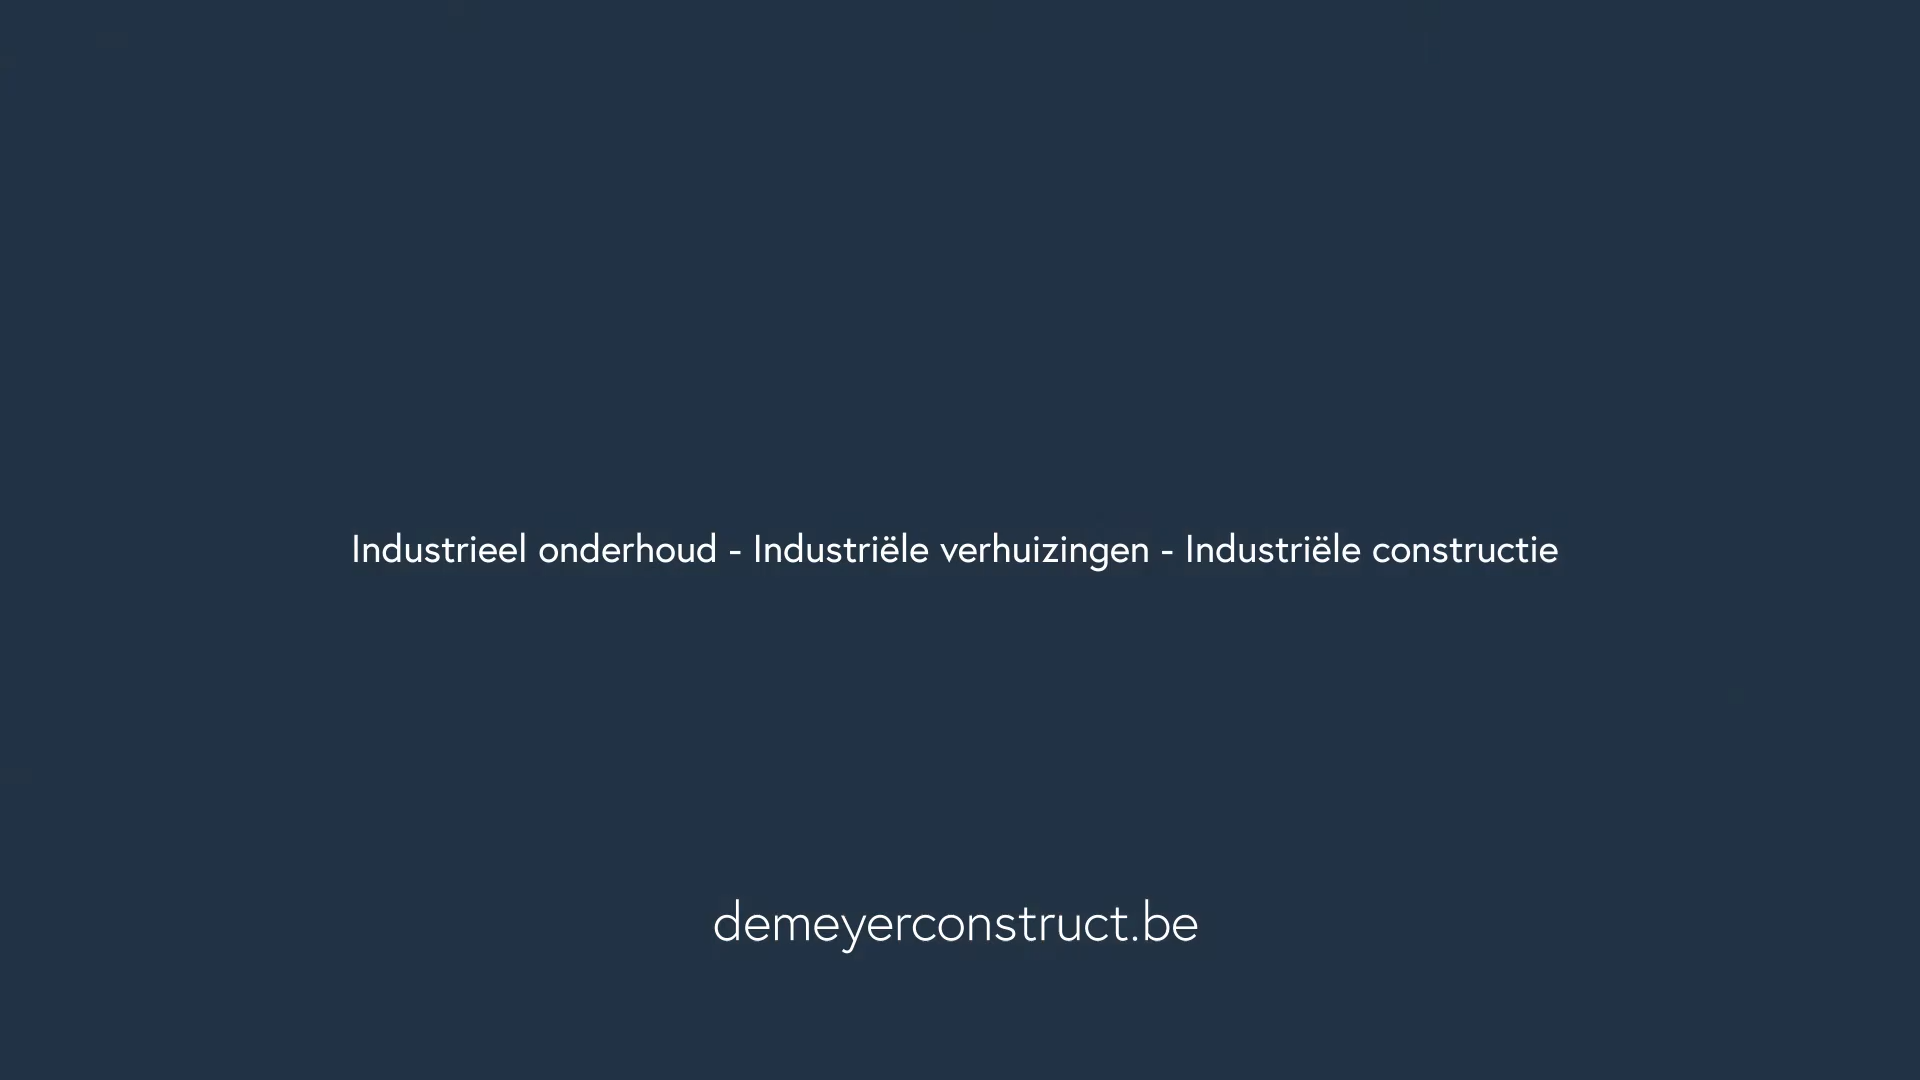 Industrieel onderhoud - Industriële verhuizingen - Industriële constructie
demeyerconstruct.be